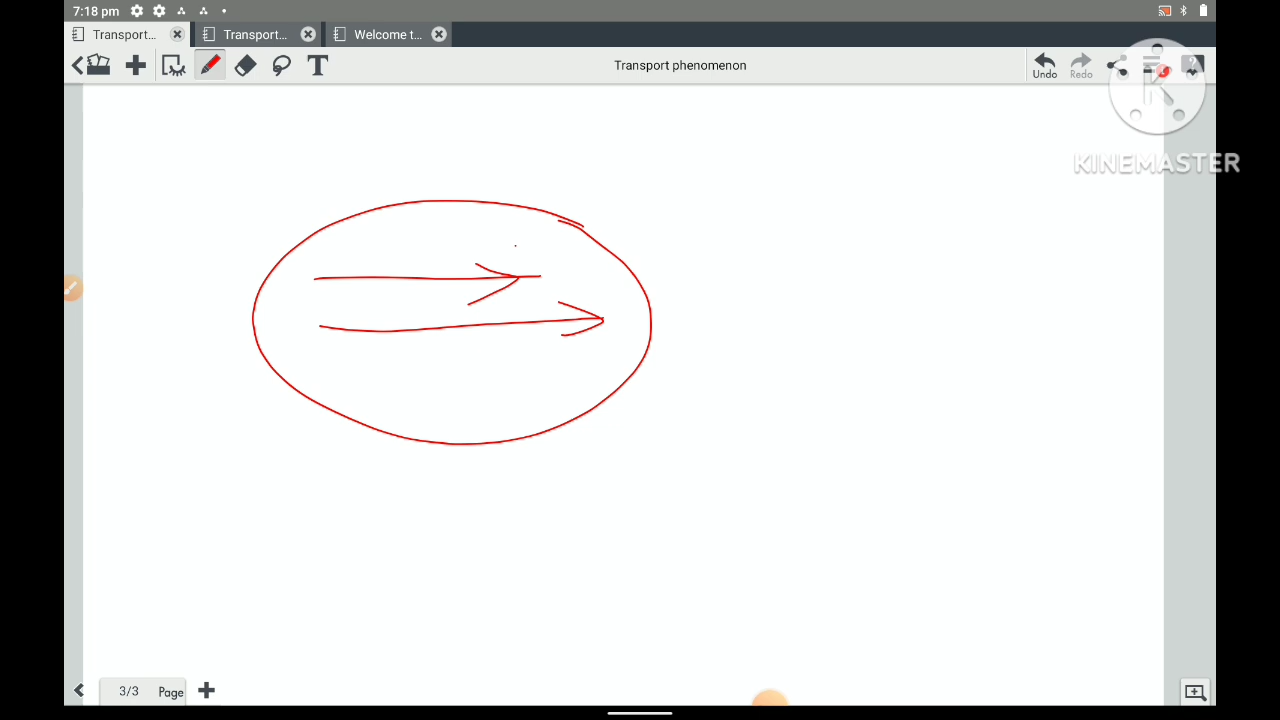 7:18 pm
Transport...
Transport...
Welcome t...
T
Transport phenomenon
Undo
Redo
?
K
KINEMASTER
3/3
Page